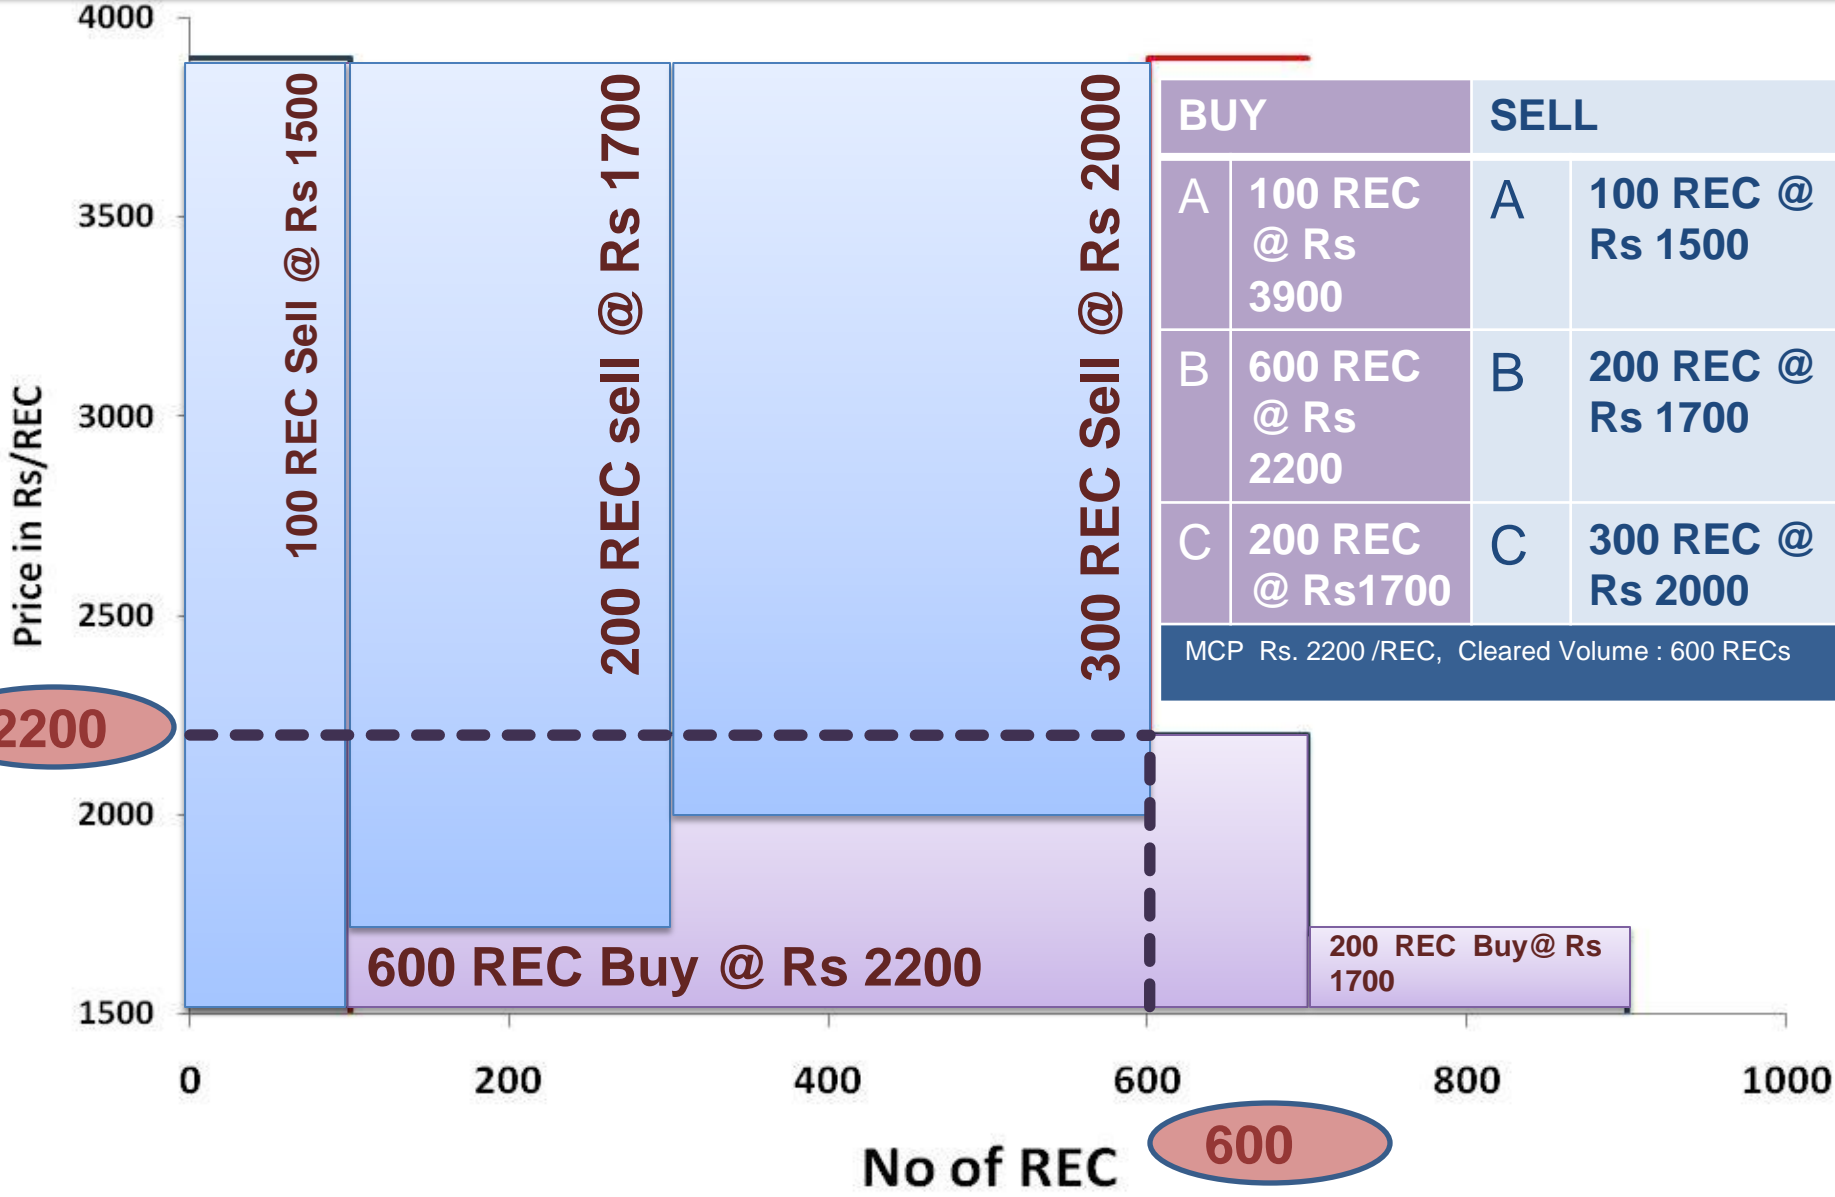 4000
3500
3000
2500
2000
1500
Price in Rs/REC
2200
100 REC Sell @ Rs 1500
200 REC sell @ Rs 1700
300 REC Sell @ Rs 2000
BUY SELL
A 100 REC A 100 REC @
@ Rs Rs 1500
3900
B 600 REC B 200 REC @
@ Rs Rs 1700
2200
C 200 REC C 300 REC @
@ Rs1700 Rs 2000
MCP Rs. 2200 /REC, Cleared Volume : 600 RECs
600 REC Buy @ Rs 2200
200 REC Buy@ Rs
1700
0 200 400 600 800 1000
No of REC
600